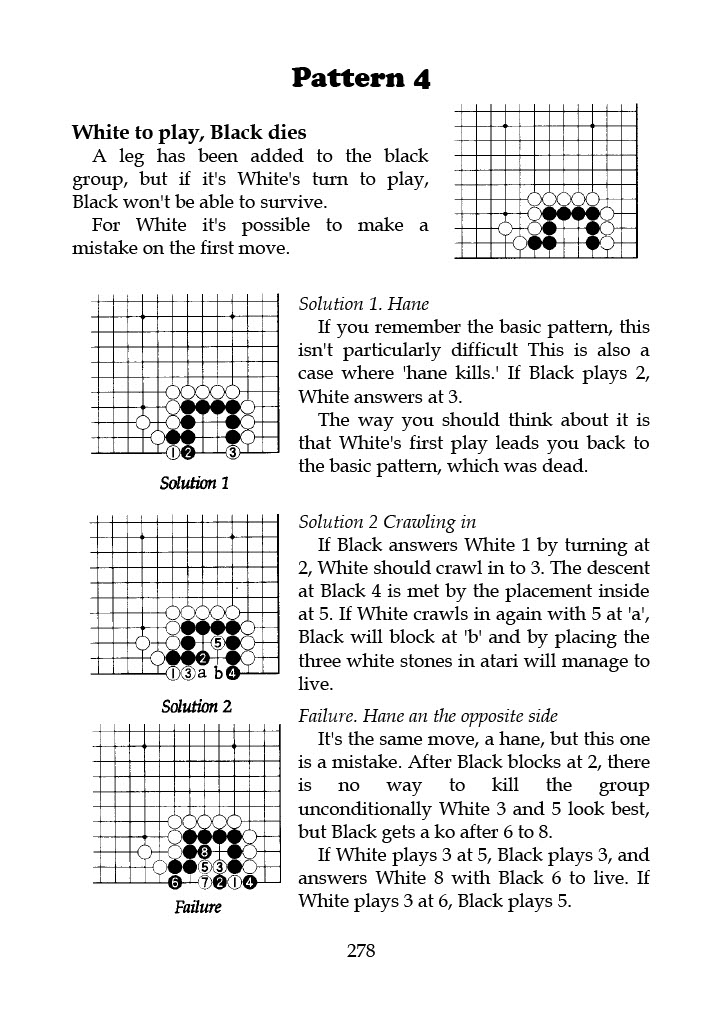 Pattern 4
White to play, Black dies
A leg has been added to the black
group, but if it's White's turn to play,
Black won't be able to survive.
For White it's possible to make a
mistake on the first move.
Solution 1. Hane
If you remember the basic pattern, this
isn't particularly difficult This is also a
case where 'hane kills.' If Black plays 2,
White answers at 3.
The way you should think about it is
that White's first play leads you back to
the basic pattern, which was dead.
1 2 3
Solution 1
Solution 2 Crawling in
If Black answers White 1 by turning at
2, White should crawl in to 3. The descent
at Black 4 is met by the placement inside
at 5. If White crawls in again with 5 at 'a',
Black will block at 'b' and by placing the
three white stones in atari will manage to
live.
5
2
1 3 a b 4
Solution 2
Failure. Hane an the opposite side
It's the same move, a hane, but this one
is a mistake. After Black blocks at 2, there
is no way to kill the group
unconditionally White 3 and 5 look best,
but Black gets a ko after 6 to 8.
If White plays 3 at 5, Black plays 3, and
answers White 8 with Black 6 to live. If
White plays 3 at 6, Black plays 5.
8
5 3
6 7 2 1 4
Failure
278